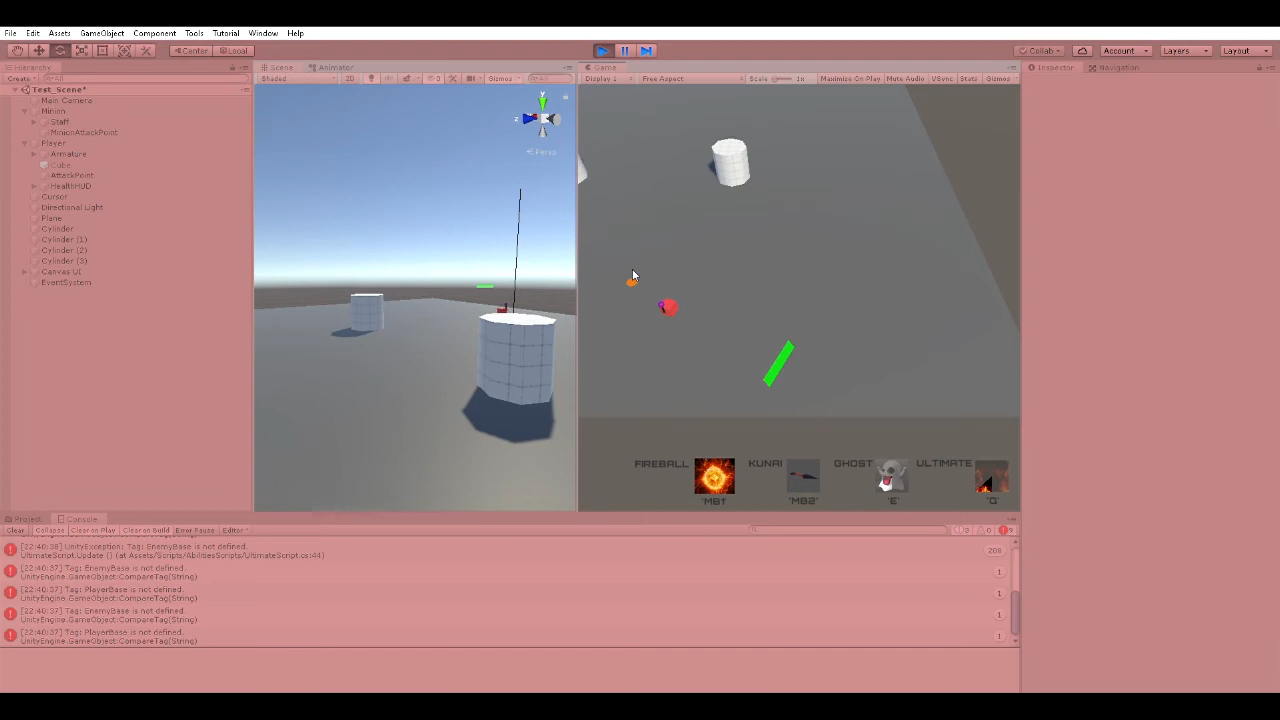 File Edit Assets GameObject Component Tools Tutorial Window Help
Center Local Collab Account Layers Layout
Hierarchy Scene Animator Game Inspector Navigation
Create All Shaded 2D 0 Gizmos All Display 1 Free Aspect Scale 1x Maximize On Play Mute Audio VSync Stats Gizmos
Test_Scene*
Main Camera
Minion
Staff
MinionAttackPoint
Player
Armature
Cube
AttackPoint
HealthHUD
Cursor
Directional Light
Plane
Cylinder
Cylinder (1)
Cylinder (2)
Cylinder (3)
Canvas UI
EventSystem
y
z
Persp
FIREBALL KUNAI GHOST ULTIMATE
'MB1' 'MB2' 'E' 'Q'
Project Console
Clear Collapse Clear on Play Clear on Build Error Pause Editor
[22:40:38] UnityException: Tag: EnemyBase is not defined.
UltimateScript.Update () (at Assets/Scripts/AbilitiesScripts/UltimateScript.cs:44)
208
[22:40:37] Tag: EnemyBase is not defined.
UnityEngine.GameObject:CompareTag(String)
1
[22:40:37] Tag: PlayerBase is not defined.
UnityEngine.GameObject:CompareTag(String)
1
[22:40:37] Tag: EnemyBase is not defined.
UnityEngine.GameObject:CompareTag(String)
1
[22:40:37] Tag: PlayerBase is not defined.
UnityEngine.GameObject:CompareTag(String)
1